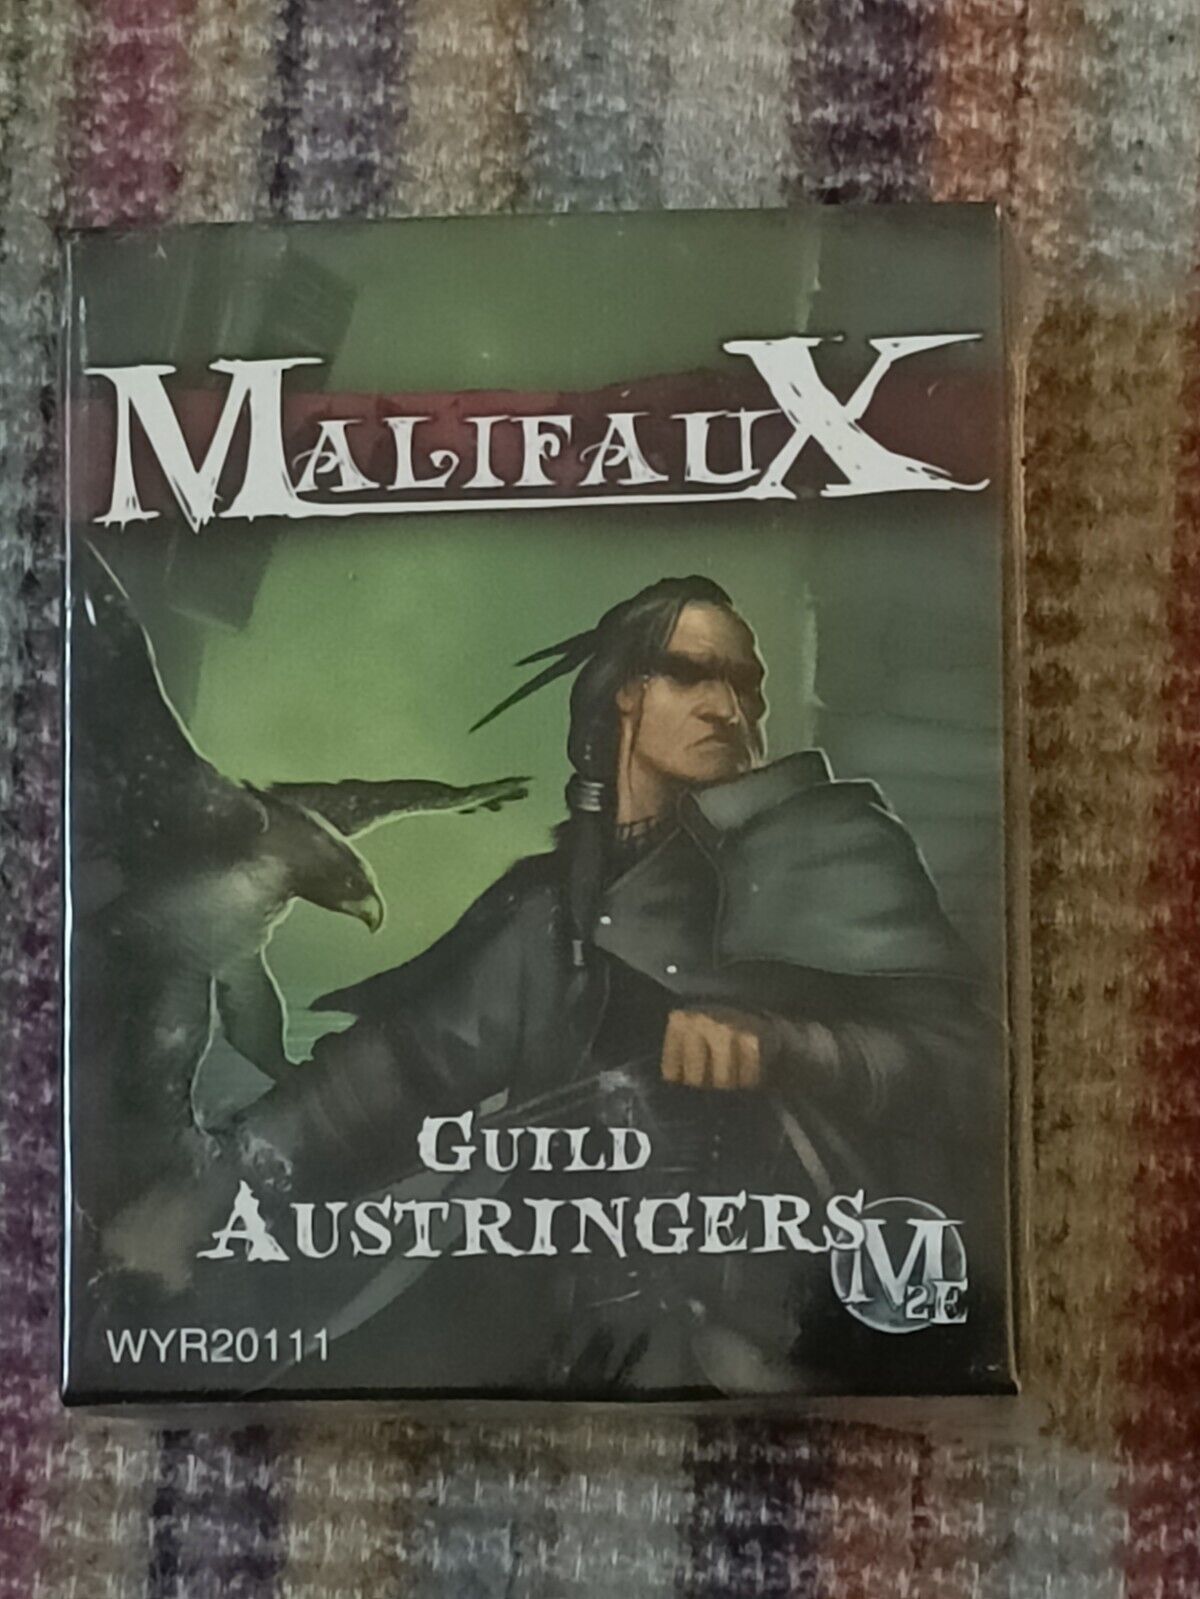 MALIFAUX
GUILD
AUSTRINGERS
M2E
WYR20111